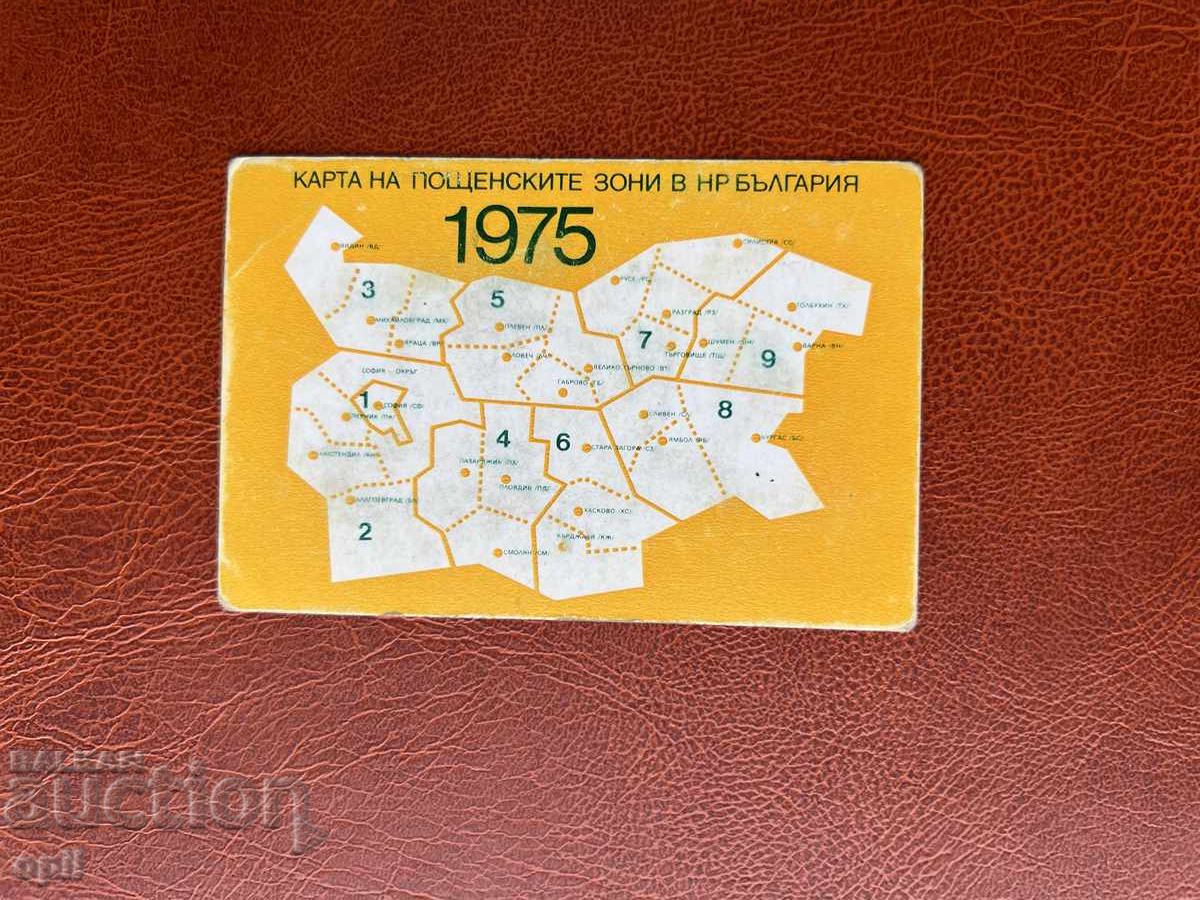 КАРТА НА ПОЩЕНСКИТЕ ЗОНИ В НР БЪЛГАРИЯ
1975
ВИДИН /ВД/
СИЛИСТРА /СС/
3
МИХАЙЛОВГРАД /МХ/
ВРАЦА /ВР/
5
ПЛЕВЕН /ПЛ/
ЛОВЕЧ /ЛЧ/
ВЕЛИКО ТЪРНОВО /ВТ/
ГАБРОВО /ГБ/
РУСЕ /РС/
РАЗГРАД /РЗ/
7
ТЪРГОВИЩЕ /ТЩ/
ТОЛБУХИН /ТХ/
ШУМЕН /ШН/
ВАРНА /ВН/
9
СОФИЯ - ОКРЪГ
1
СОФИЯ /СФ/
ПЕРНИК /ПК/
КЮСТЕНДИЛ /КН/
БЛАГОЕВГРАД /БЛ/
2
4
ПАЗАРДЖИК /ПЗ/
ПЛОВДИВ /ПД/
СМОЛЯН /СМ/
6
СТАРА ЗАГОРА /СЗ/
ХАСКОВО /ХС/
КЪРДЖАЛИ /КЖ/
8
СЛИВЕН /СЛ/
ЯМБОЛ /ЯБ/
БУРГАС /БС/
BALKAN
auction
opil